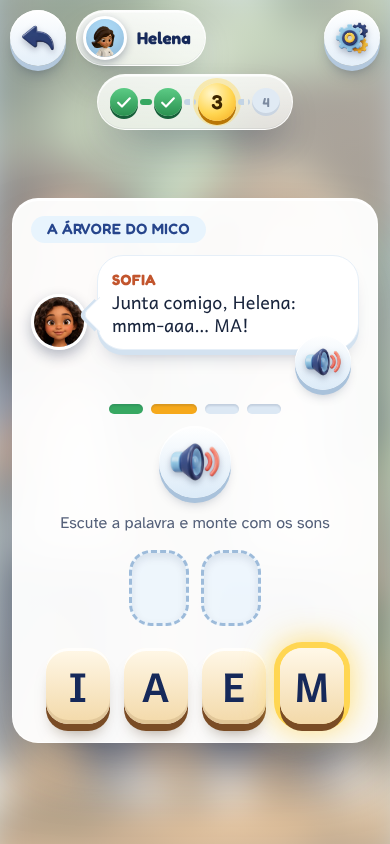 Helena
3
4
A ÁRVORE DO MICO
SOFIA
Junta comigo, Helena:
mmm-aaa... MA!
Escute a palavra e monte com os sons
I A E M